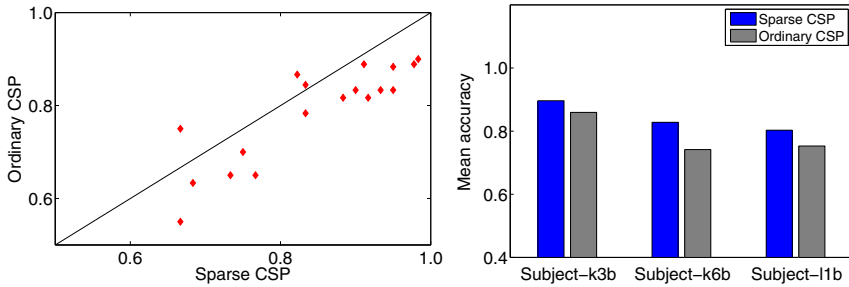 1.0
0.8
0.6
Ordinary CSP
0.6
0.8
1.0
Sparse CSP
Sparse CSP
Ordinary CSP
1.0
0.8
0.6
0.4
Mean accuracy
Subject-k3b
Subject-k6b
Subject-l1b